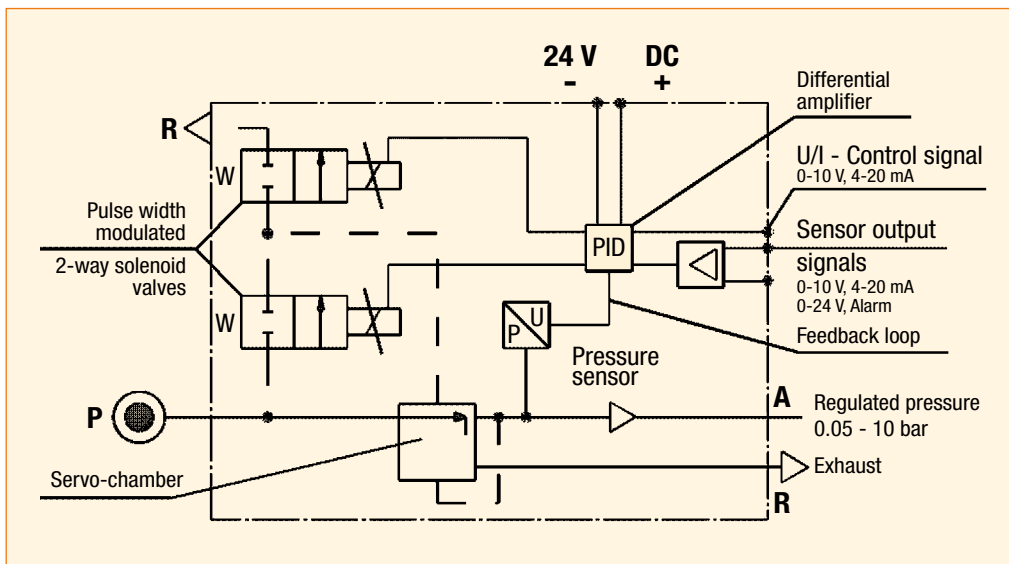 24 V DC
- +
Differential
amplifier
R
U/I - Control signal
0-10 V, 4-20 mA
W
Pulse width
modulated
2-way solenoid
valves
PID
Sensor output
signals
0-10 V, 4-20 mA
0-24 V, Alarm
W
P U
Feedback loop
Pressure
sensor
P
A
Regulated pressure
0.05 - 10 bar
Servo-chamber
Exhaust
R